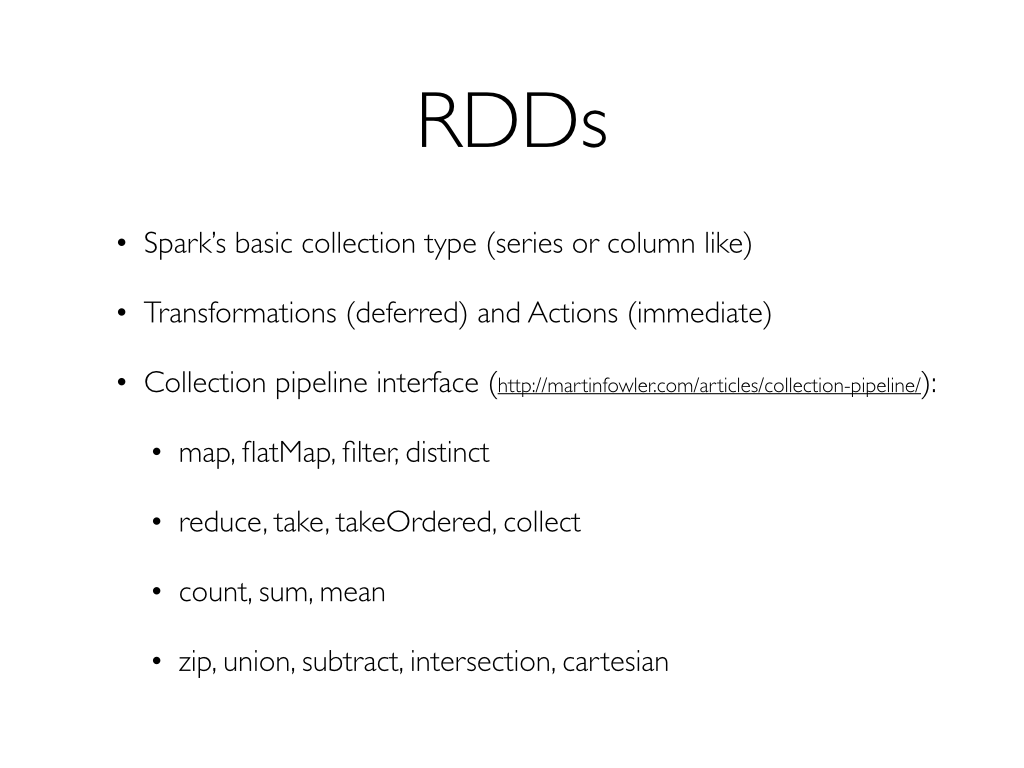 RDDs
• Spark’s basic collection type (series or column like)
• Transformations (deferred) and Actions (immediate)
• Collection pipeline interface (http://martinfowler.com/articles/collection-pipeline/):
• map, flatMap, filter, distinct
• reduce, take, takeOrdered, collect
• count, sum, mean
• zip, union, subtract, intersection, cartesian